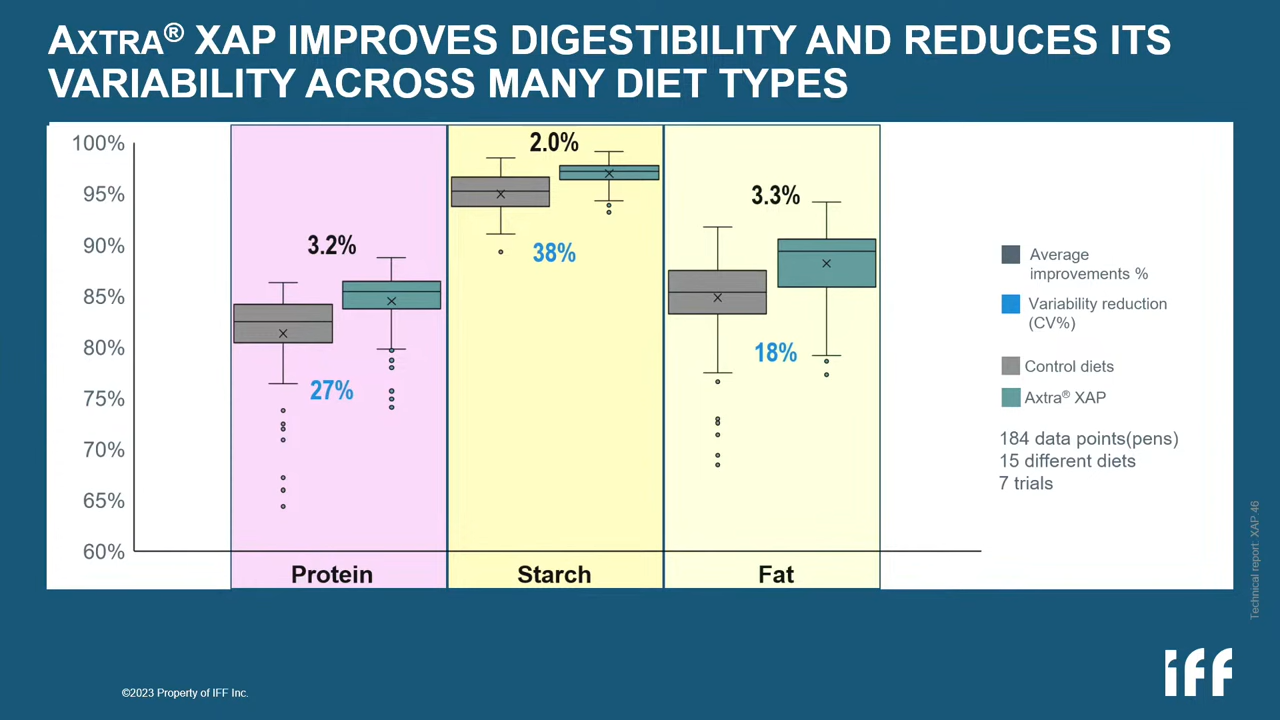 AXTRA® XAP IMPROVES DIGESTIBILITY AND REDUCES ITS
VARIABILITY ACROSS MANY DIET TYPES
100%
95%
90%
85%
80%
75%
70%
65%
60%
3.2%
27%
2.0%
38%
3.3%
18%
Protein
Starch
Fat
Average
improvements %
Variability reduction
(CV%)
Control diets
Axtra® XAP
184 data points(pens)
15 different diets
7 trials
Technical report: XAP 46
©2023 Property of IFF Inc.
iff